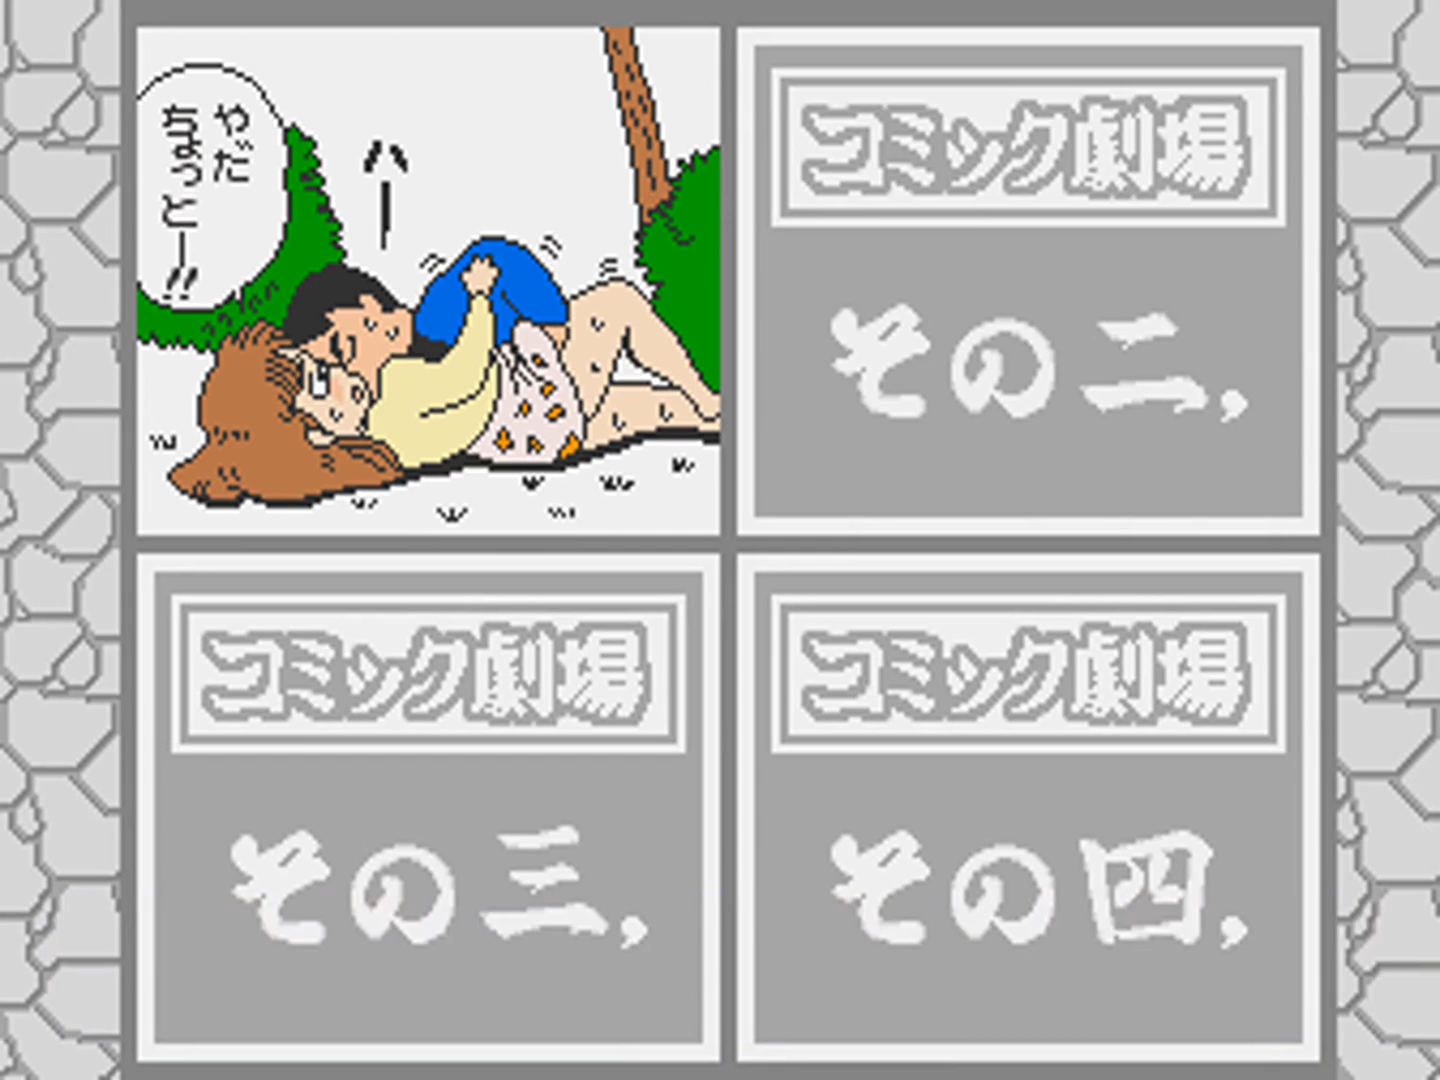 やだ
ちょっとー!!
コミック劇場
その二,
コミック劇場
その三,
コミック劇場
その四,